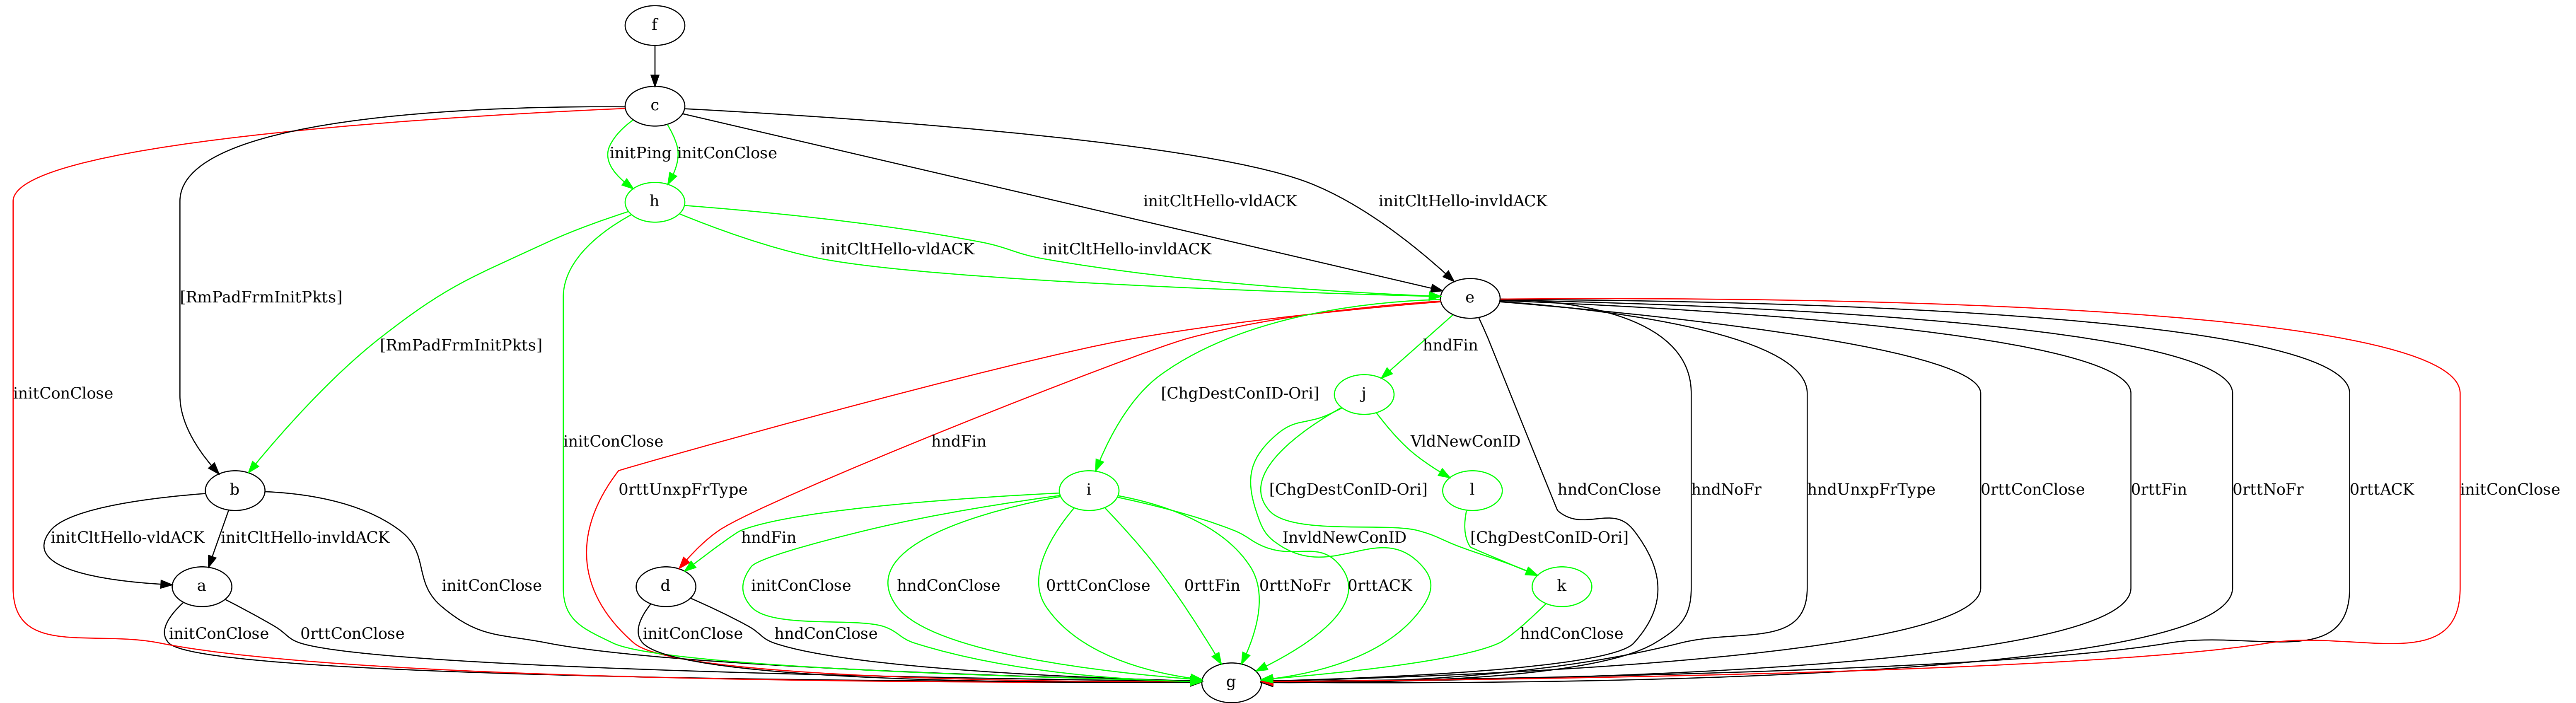 f
c
initPing
initConClose
h
initCltHello-vldACK
initCltHello-invldACK
initCltHello-vldACK
initCltHello-invldACK
[RmPadFrmInitPkts]
e
[RmPadFrmInitPkts]
hndFin
initConClose
[ChgDestConID-Ori]
j
initConClose
hndFin
VldNewConID
b
0rttUnxpFrType
i
[ChgDestConID-Ori]
l
hndConClose
hndNoFr
hndUnxpFrType
0rttConClose
0rttFin
0rttNoFr
0rttACK
initConClose
initCltHello-vldACK
initCltHello-invldACK
hndFin
InvldNewConID
[ChgDestConID-Ori]
a
initConClose
d
initConClose
hndConClose
0rttConClose
0rttFin
0rttNoFr
0rttACK
k
initConClose
0rttConClose
initConClose
hndConClose
hndConClose
g